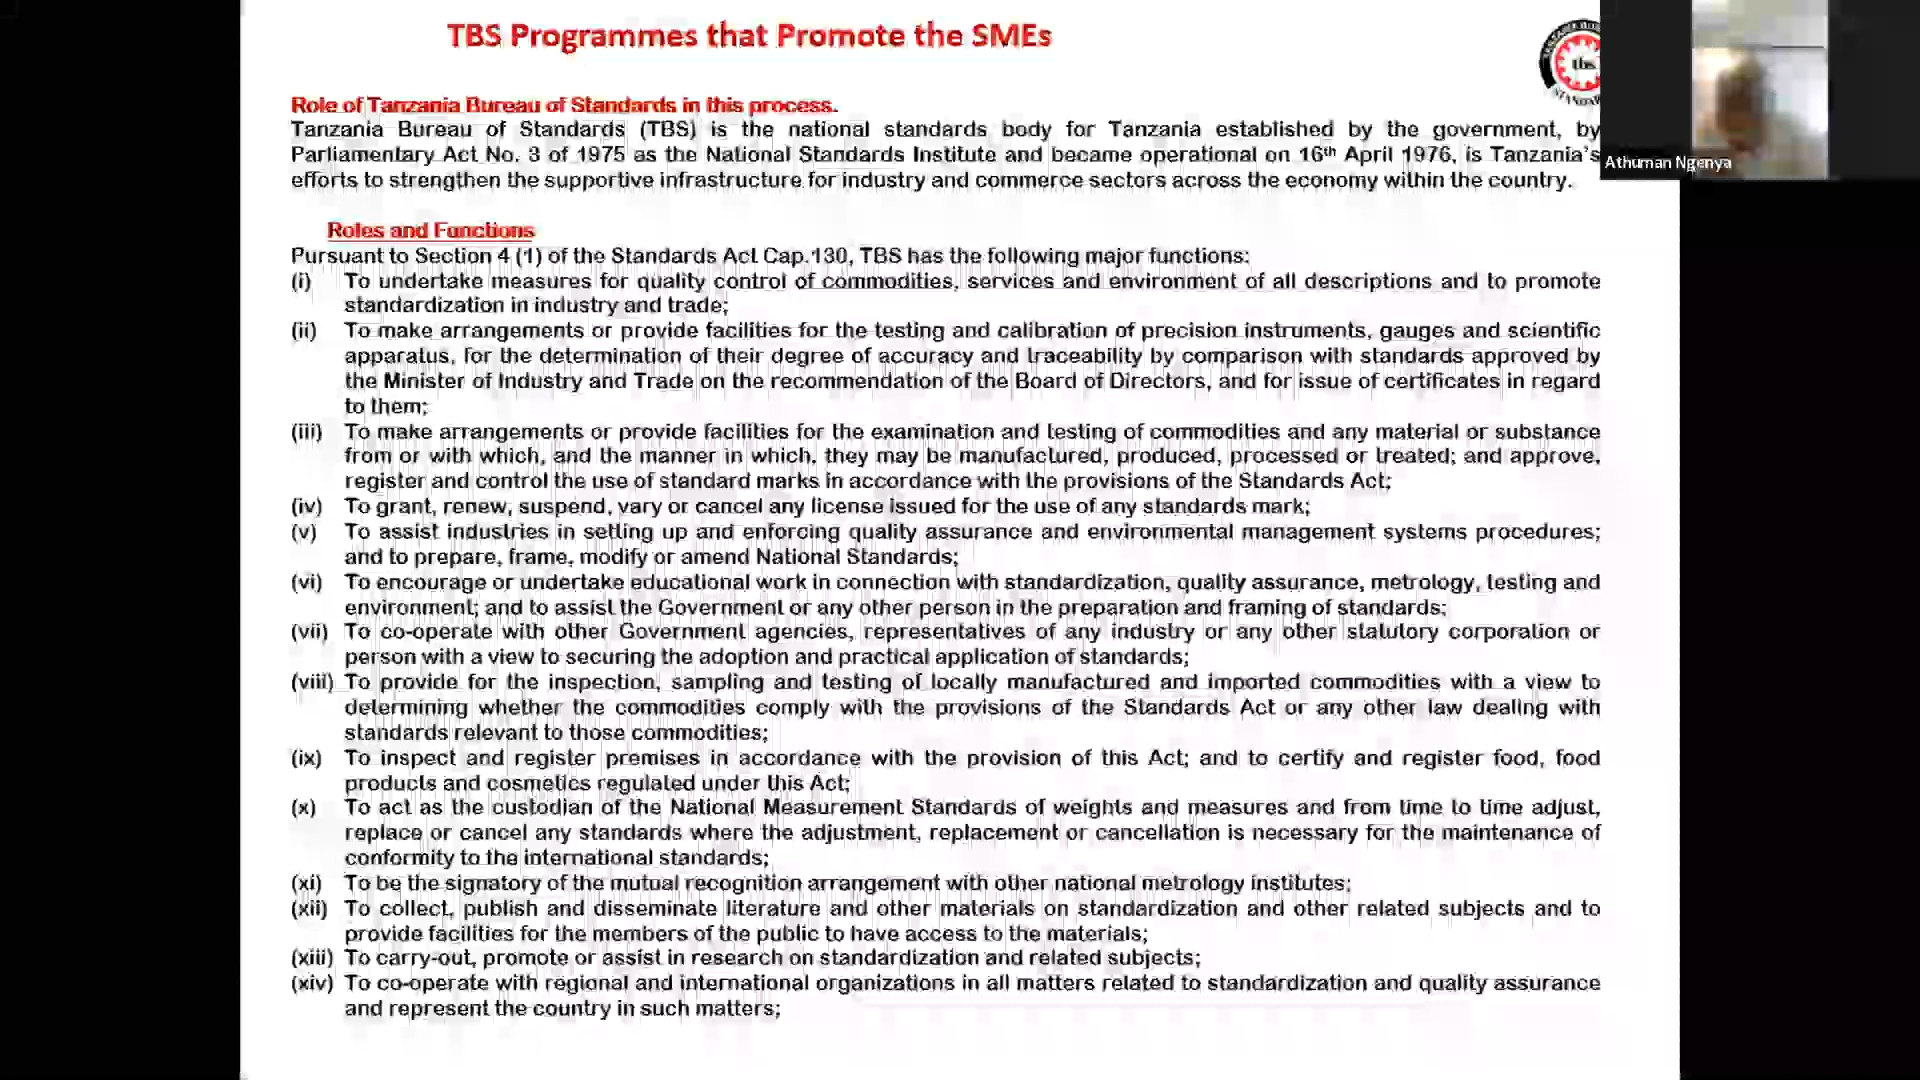 TBS Programmes that Promote the SMEs
tbs
Athuman Ngenya
Role of Tanzania Bureau of Standards in this process.
Tanzania Bureau of Standards (TBS) is the national standards body for Tanzania established by the government, by
Parliamentary Act No. 3 of 1975 as the National Standards Institute and became operational on 16th April 1976, is Tanzania's
efforts to strengthen the supportive infrastructure for industry and commerce sectors across the economy within the country.
Roles and Functions
Pursuant to Section 4 (1) of the Standards Act Cap.130, TBS has the following major functions:
(i) To undertake measures for quality control of commodities, services and environment of all descriptions and to promote
standardization in industry and trade;
(ii) To make arrangements or provide facilities for the testing and calibration of precision instruments, gauges and scientific
apparatus, for the determination of their degree of accuracy and traceability by comparison with standards approved by
the Minister of Industry and Trade on the recommendation of the Board of Directors, and for issue of certificates in regard
to them;
(iii) To make arrangements or provide facilities for the examination and testing of commodities and any material or substance
from or with which, and the manner in which, they may be manufactured, produced, processed or treated; and approve,
register and control the use of standard marks in accordance with the provisions of the Standards Act;
(iv) To grant, renew, suspend, vary or cancel any license issued for the use of any standards mark;
(v) To assist industries in setting up and enforcing quality assurance and environmental management systems procedures;
and to prepare, frame, modify or amend National Standards;
(vi) To encourage or undertake educational work in connection with standardization, quality assurance, metrology, testing and
environment; and to assist the Government or any other person in the preparation and framing of standards;
(vii) To co-operate with other Government agencies, representatives of any industry or any other statutory corporation or
person with a view to securing the adoption and practical application of standards;
(viii) To provide for the inspection, sampling and testing of locally manufactured and imported commodities with a view to
determining whether the commodities comply with the provisions of the Standards Act or any other law dealing with
standards relevant to those commodities;
(ix) To inspect and register premises in accordance with the provision of this Act; and to certify and register food, food
products and cosmetics regulated under this Act;
(x) To act as the custodian of the National Measurement Standards of weights and measures and from time to time adjust,
replace or cancel any standards where the adjustment, replacement or cancellation is necessary for the maintenance of
conformity to the international standards;
(xi) To be the signatory of the mutual recognition arrangement with other national metrology institutes;
(xii) To collect, publish and disseminate literature and other materials on standardization and other related subjects and to
provide facilities for the members of the public to have access to the materials;
(xiii) To carry-out, promote or assist in research on standardization and related subjects;
(xiv) To co-operate with regional and international organizations in all matters related to standardization and quality assurance
and represent the country in such matters;